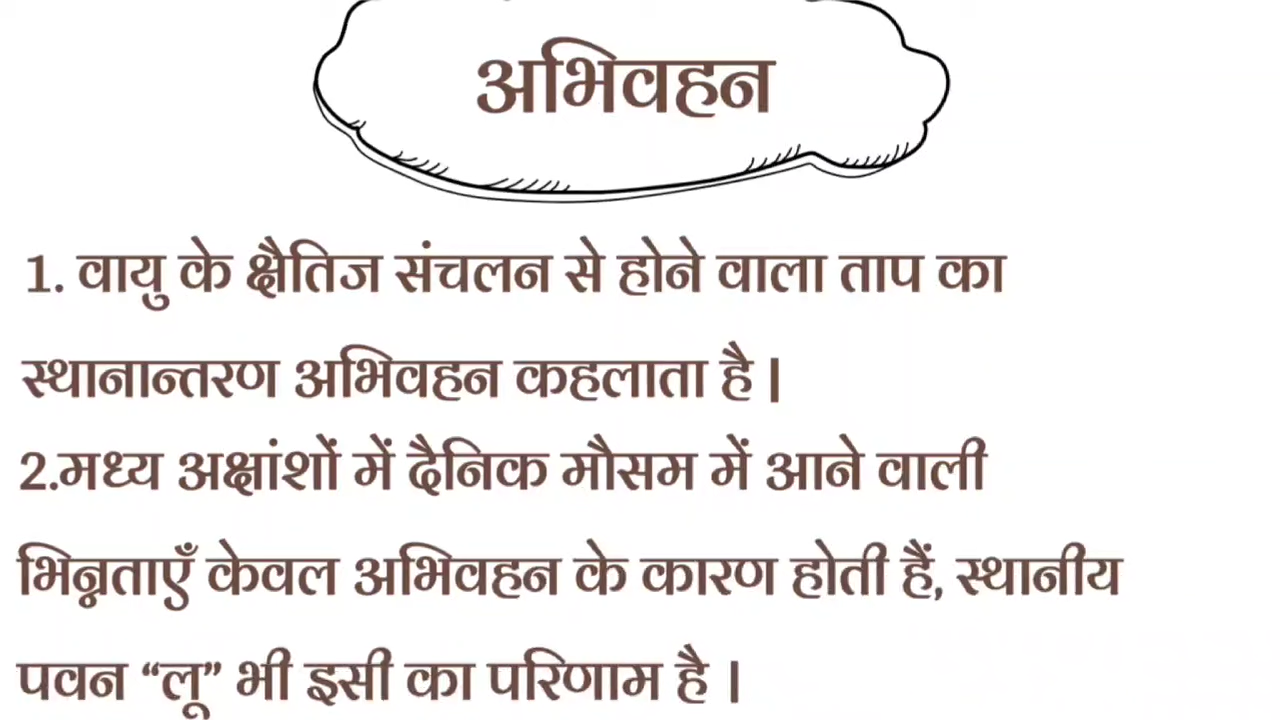 अभिवहन
1. वायु के क्षैतिज संचलन से होने वाला ताप का
स्थानान्तरण अभिवहन कहलाता है |
2.मध्य अक्षांशों में दैनिक मौसम में आने वाली
भिन्नताएँ केवल अभिवहन के कारण होती हैं, स्थानीय
पवन “लू” भी इसी का परिणाम है |